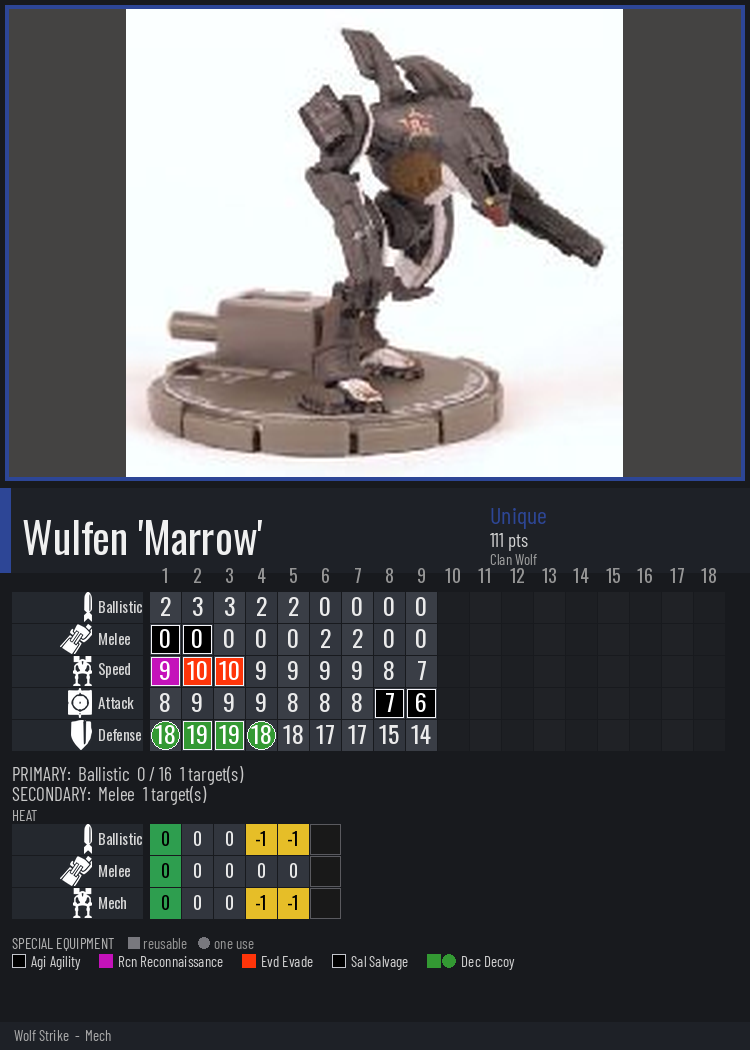 Wulfen 'Marrow'
Unique
111 pts
Clan Wolf
1 2 3 4 5 6 7 8 9 10 11 12 13 14 15 16 17 18
Ballistic 2 3 3 2 2 0 0 0 0
Melee 0 0 0 0 0 2 2 0 0
Speed 9 10 10 9 9 9 9 8 7
Attack 8 9 9 9 8 8 8 7 6
Defense 18 19 19 18 18 17 17 15 14
PRIMARY: Ballistic 0 / 16 1 target(s)
SECONDARY: Melee 1 target(s)
HEAT
Ballistic 0 0 0 -1 -1
Melee 0 0 0 0 0
Mech 0 0 0 -1 -1
SPECIAL EQUIPMENT reusable one use
Agi Agility Rcn Reconnaissance Evd Evade Sal Salvage Dec Decoy
Wolf Strike - Mech